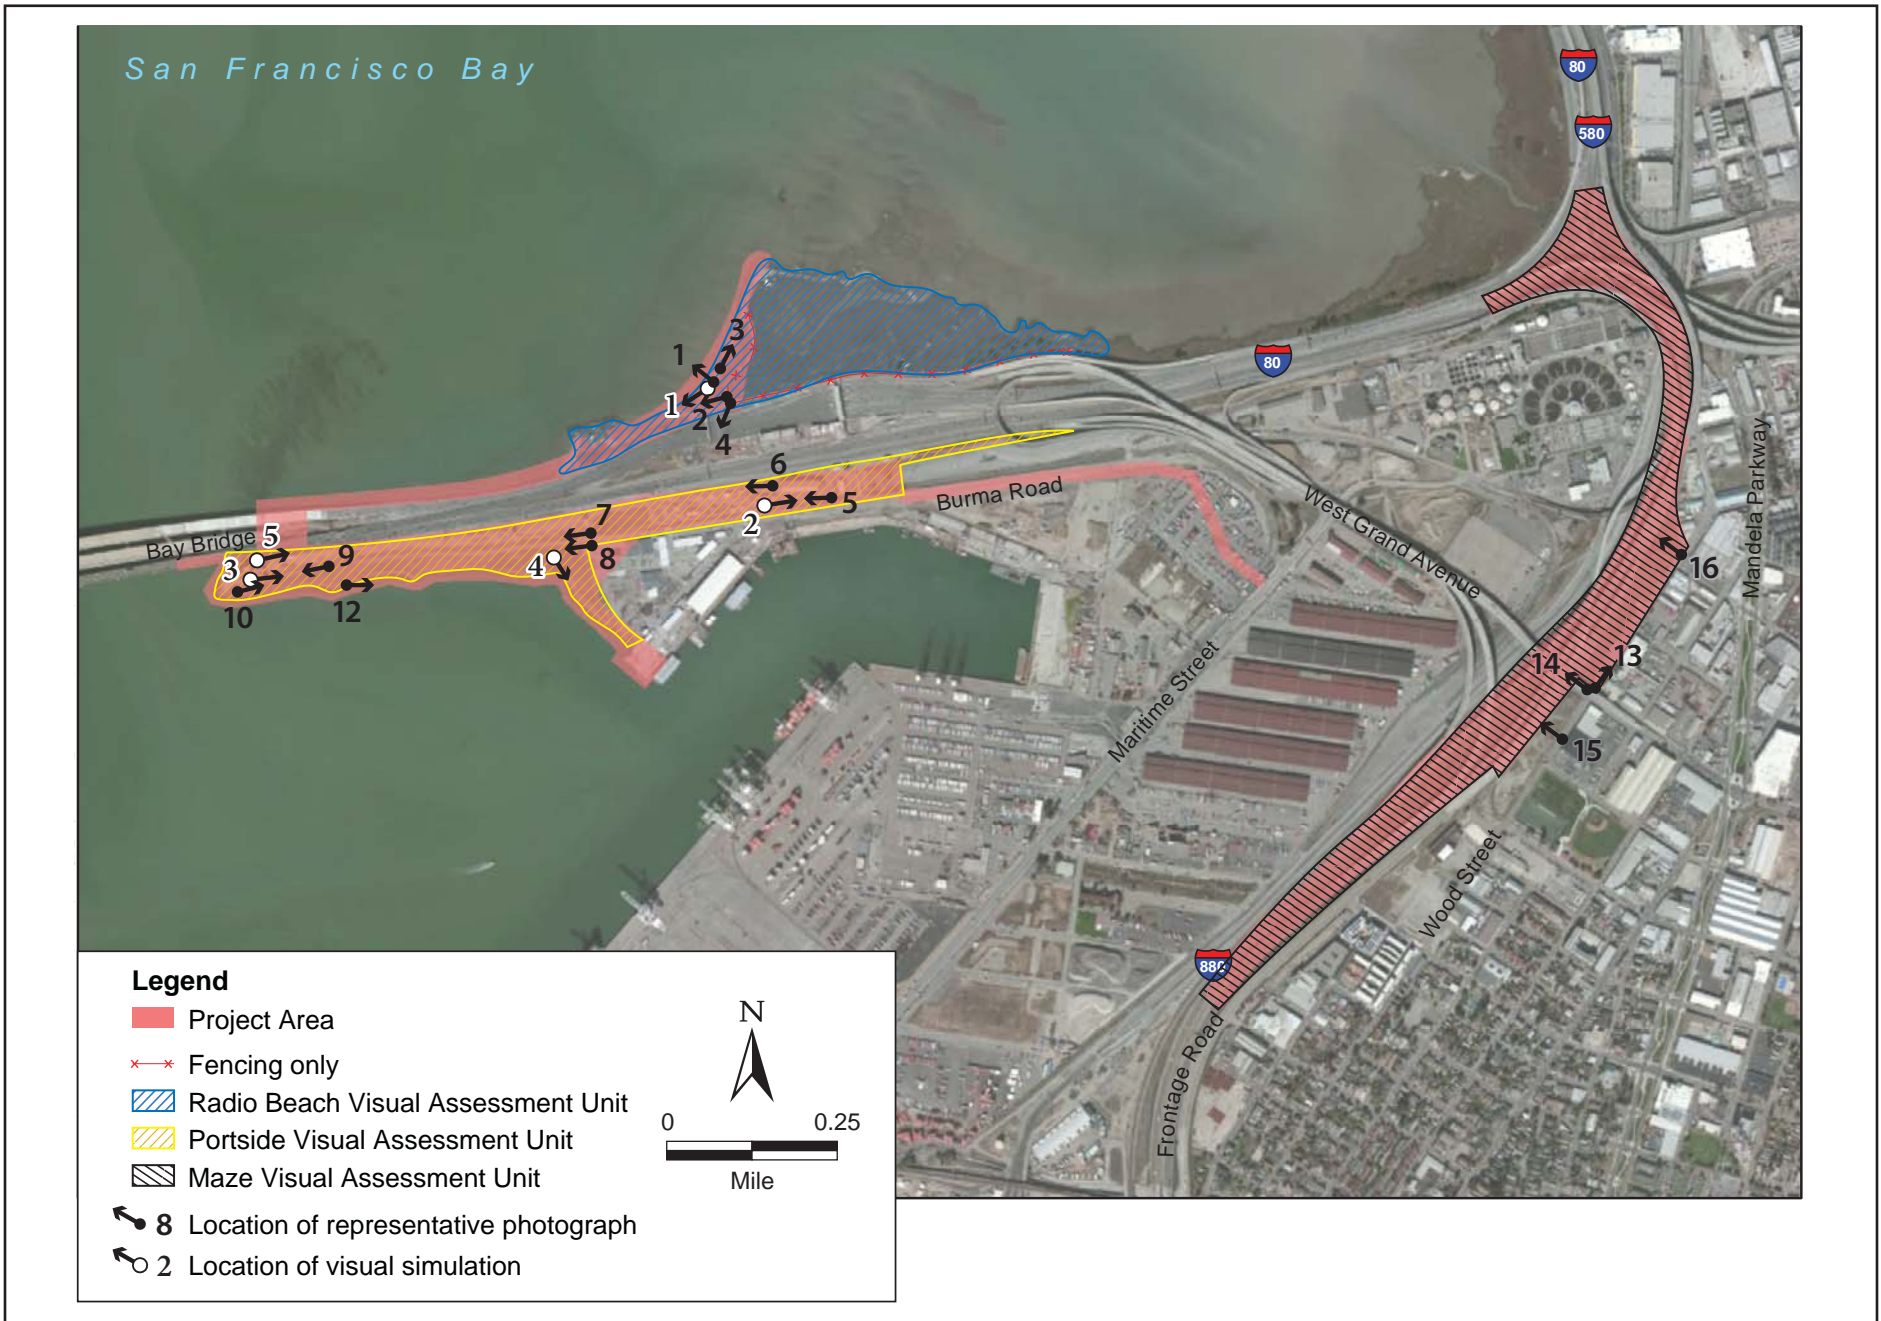 San Francisco Bay
80
580
3
1
80
1
2
4
6
5
2
Burma Road
West Grand Avenue
Mandela Parkway
Bay Bridge
5
7
9
3
4
8
10
12
16
13
14
15
Maritime Street
Wood Street
880
Frontage Road
Legend
Project Area
Fencing only
Radio Beach Visual Assessment Unit
Portside Visual Assessment Unit
Maze Visual Assessment Unit
8 Location of representative photograph
2 Location of visual simulation
N
0 0.25
Mile